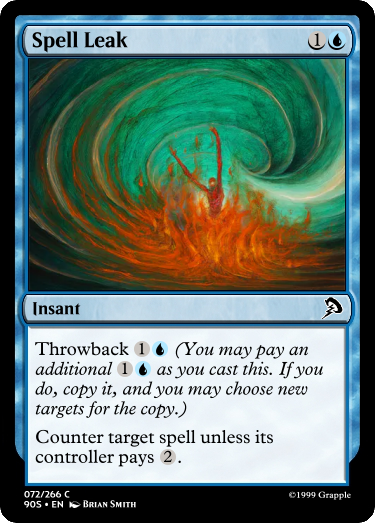 Spell Leak 1
Insant
Throwback 1 (You may pay an
additional 1 as you cast this. If you
do, copy it, and you may choose new
targets for the copy.)
Counter target spell unless its
controller pays 2.
072/266 C
90S • EN Brian Smith
©1999 Grapple